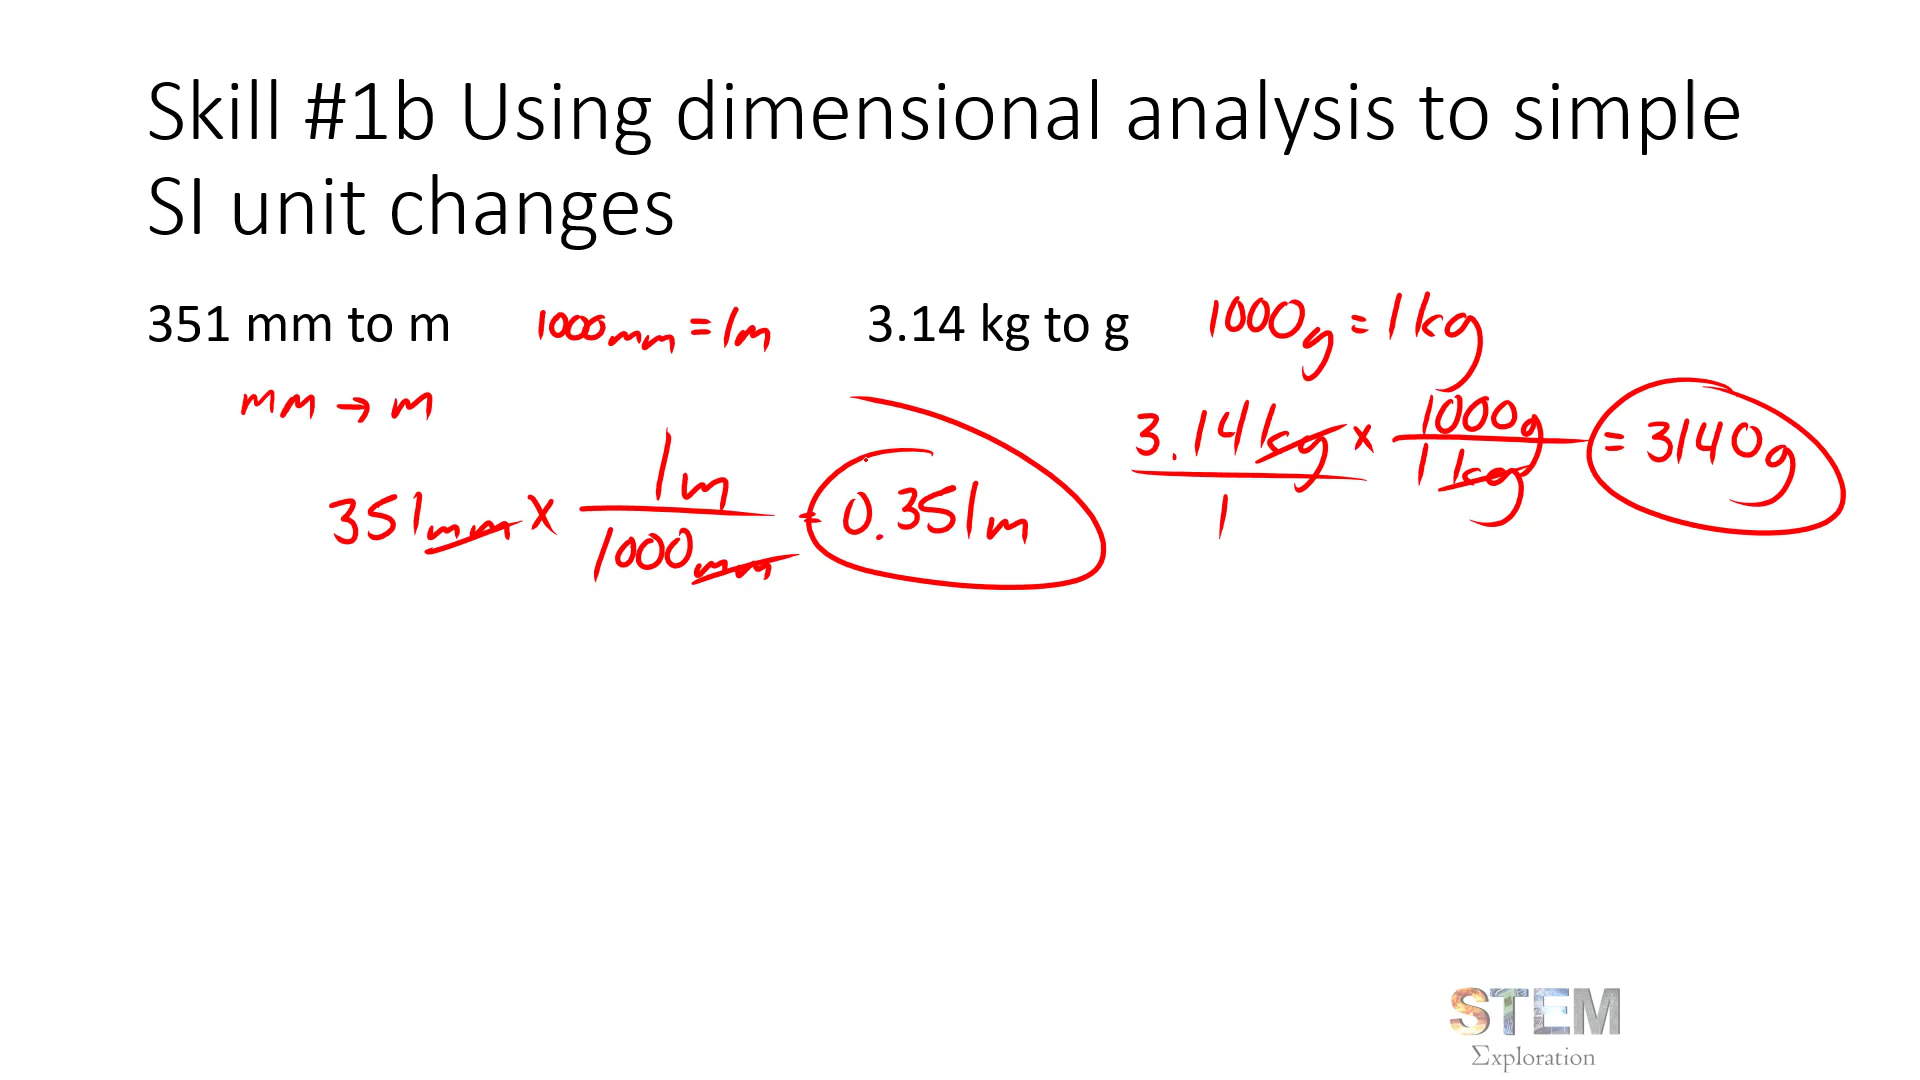 Skill #1b Using dimensional analysis to simple
SI unit changes
351 mm to m
1000mm = 1m
mm → m
351mm x 1m / 1000mm = 0.351m
3.14 kg to g
1000g = 1kg
3.14kg / 1 x 1000g / 1kg = 3140g
STEM
Σxploration